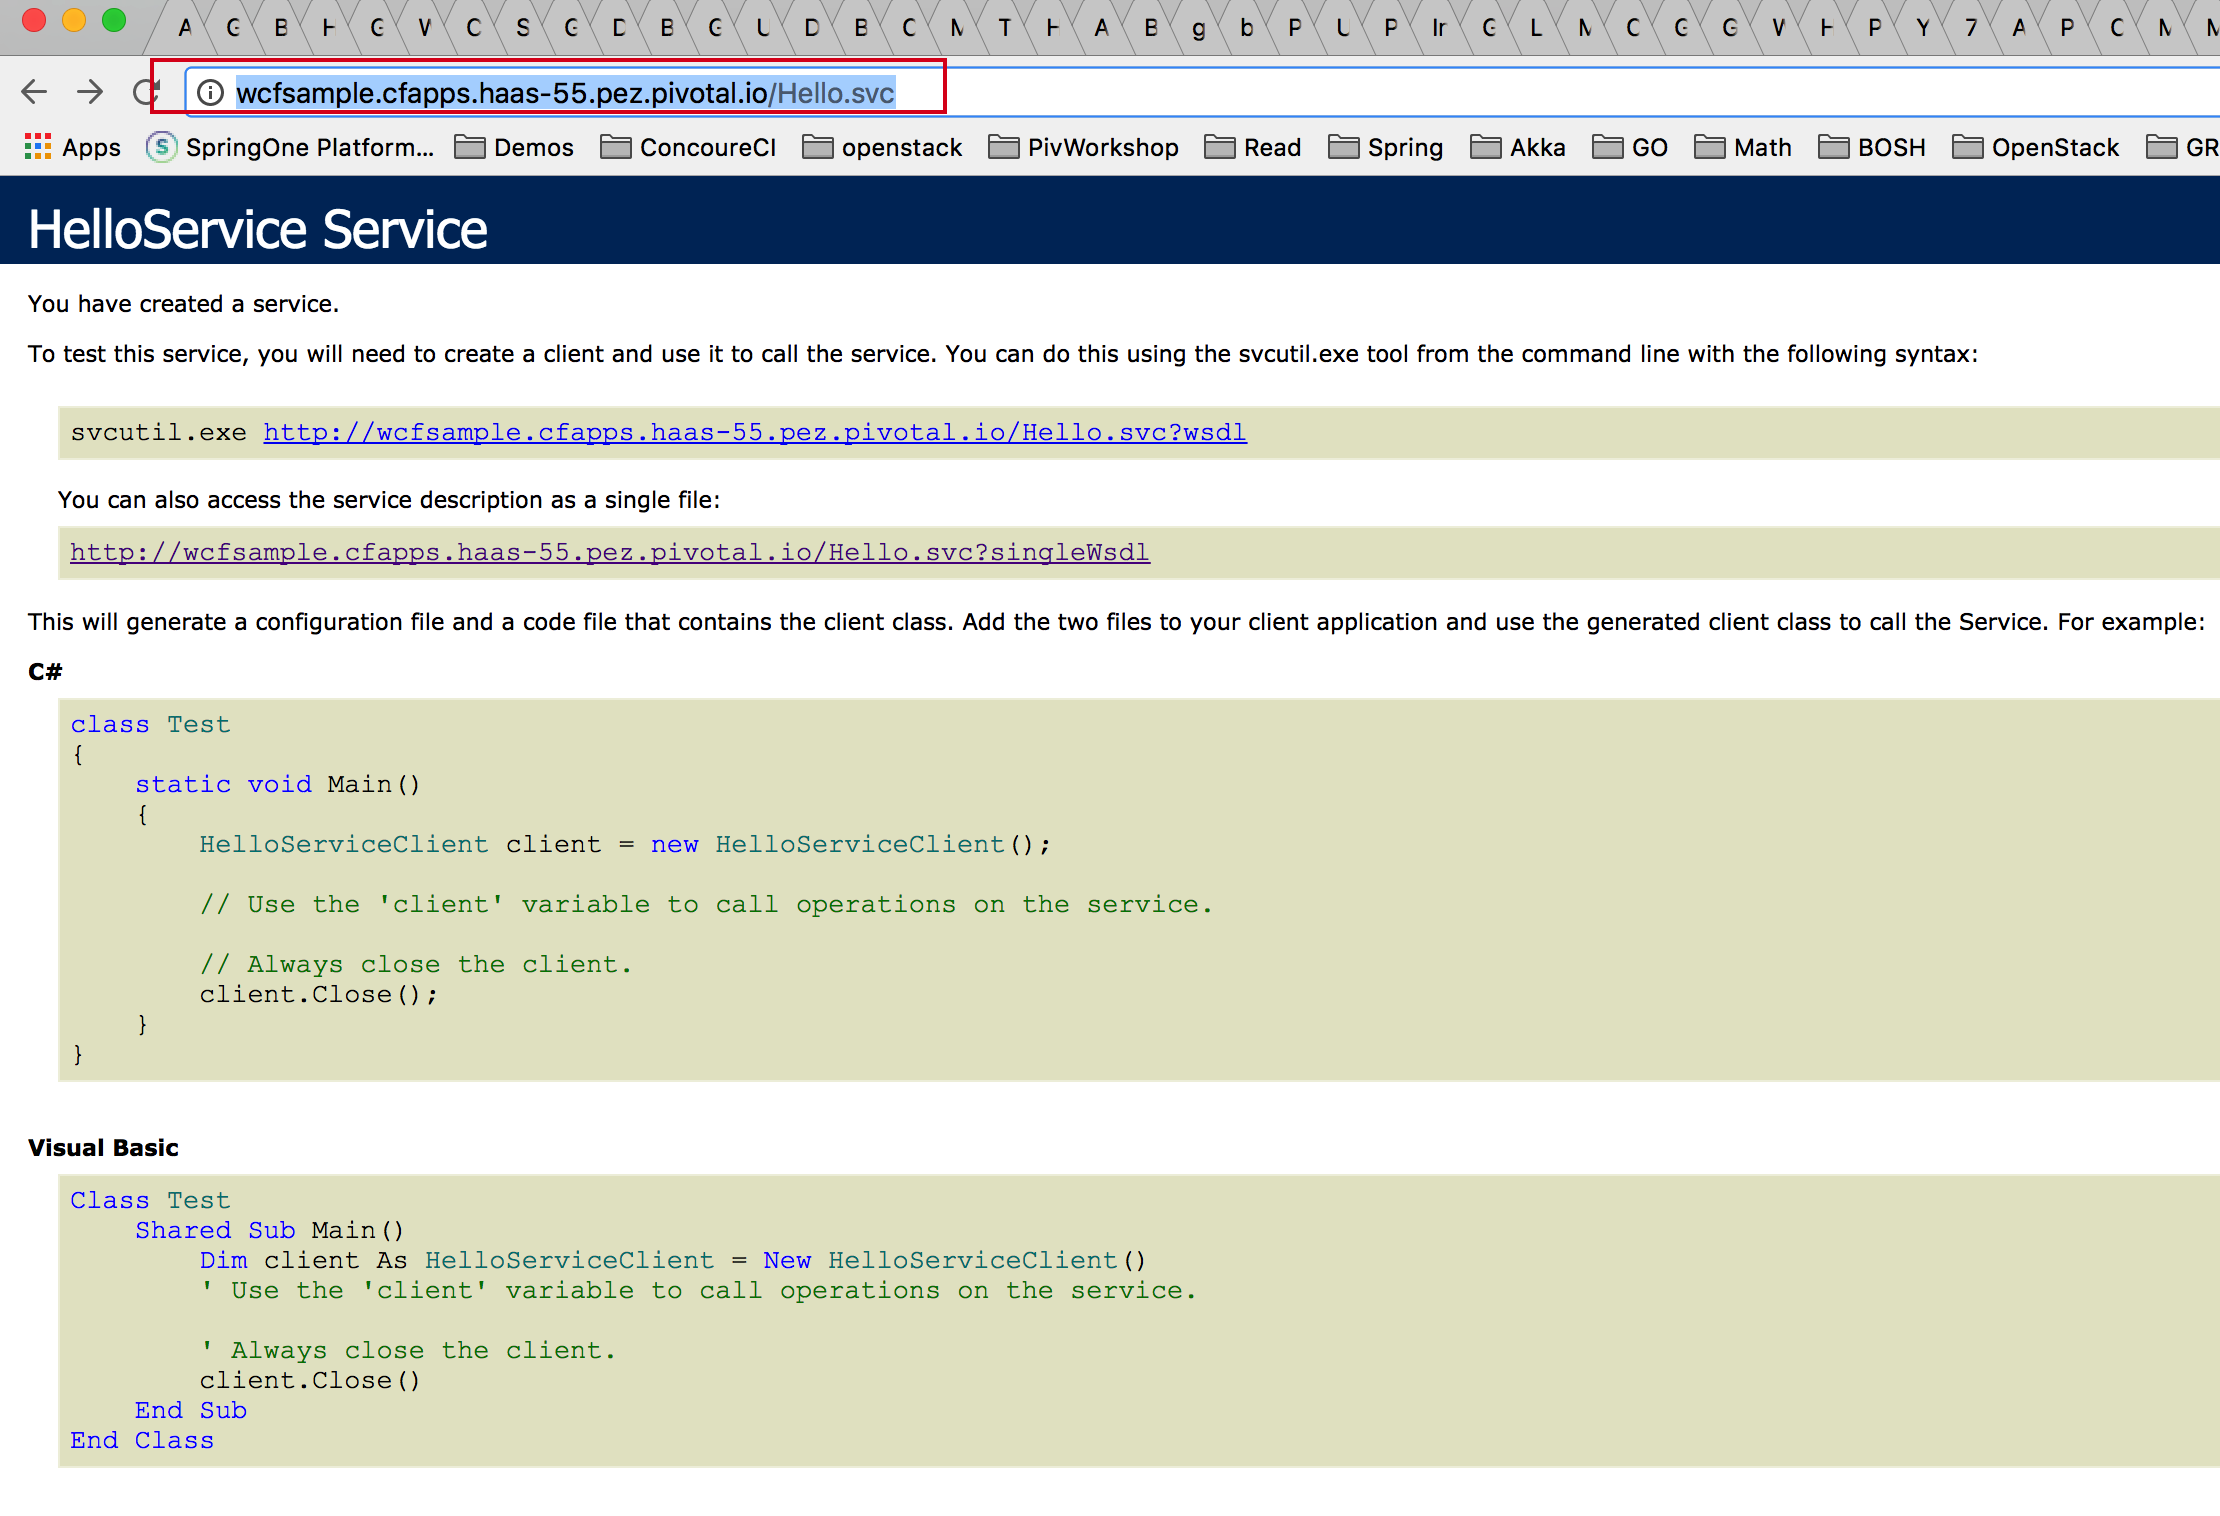 A G B H G W C S G D B G U D B C M T H A B g b P U P Ir G L M C G G W H P Y 7 A P C M M
wcfsample.cfapps.haas-55.pez.pivotal.io/Hello.svc
Apps SpringOne Platform... Demos ConcoureCI openstack PivWorkshop Read Spring Akka GO Math BOSH OpenStack GR
HelloService Service
You have created a service.
To test this service, you will need to create a client and use it to call the service. You can do this using the svcutil.exe tool from the command line with the following syntax:
svcutil.exe http://wcfsample.cfapps.haas-55.pez.pivotal.io/Hello.svc?wsdl
You can also access the service description as a single file:
http://wcfsample.cfapps.haas-55.pez.pivotal.io/Hello.svc?singleWsdl
This will generate a configuration file and a code file that contains the client class. Add the two files to your client application and use the generated client class to call the Service. For example:
C#
class Test
{
static void Main()
{
HelloServiceClient client = new HelloServiceClient();
// Use the 'client' variable to call operations on the service.
// Always close the client.
client.Close();
}
}
Visual Basic
Class Test
Shared Sub Main()
Dim client As HelloServiceClient = New HelloServiceClient()
' Use the 'client' variable to call operations on the service.
' Always close the client.
client.Close()
End Sub
End Class